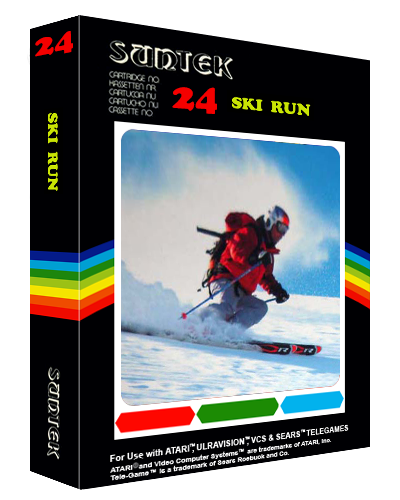 24
SKI RUN
SUNTEK
SUNTEK
CARTRIDGE NO
KASSETTEN NR
CARTUCCIA NU
CARTUCHO NU
CASSETTE NO
24 SKI RUN
For Use with ATARI™, ULRAVISION™, VCS & SEARS™ TELEGAMES
ATARI® and Video Computer Systems™ are trademarks of ATARI, Inc.
Tele-Game™ is a trademark of Sears Roebuck and Co.